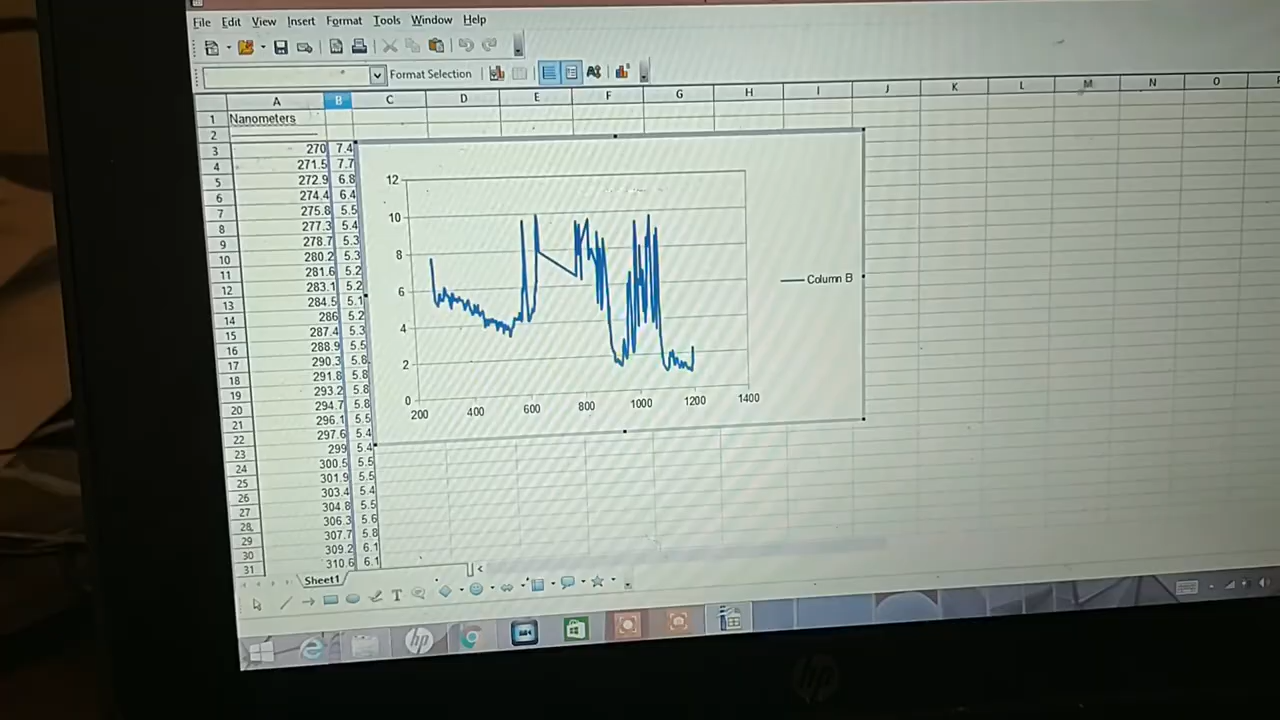 File Edit View Insert Format Tools Window Help
Format Selection
A B C D E F G H I J K L M N O
1 Nanometers
2
3 270 7.4
4 271.5 7.7
5 272.9 6.8
6 274.4 6.4
7 275.8 5.5
8 277.3 5.4
9 278.7 5.3
10 280.2 5.3
11 281.6 5.2
12 283.1 5.2
13 284.5 5.1
14 286 5.2
15 287.4 5.3
16 288.9 5.5
17 290.3 5.8
18 291.8 5.8
19 293.2 5.8
20 294.7 5.8
21 296.1 5.5
22 297.6 5.4
23 299 5.4
24 300.5 5.5
25 301.9 5.5
26 303.4 5.4
27 304.8 5.5
28 306.3 5.6
29 307.7 5.8
30 309.2 6.1
31 310.6 6.1
12
10
8
6
4
2
0
200 400 600 800 1000 1200 1400
Column B
Sheet1
hp
hp